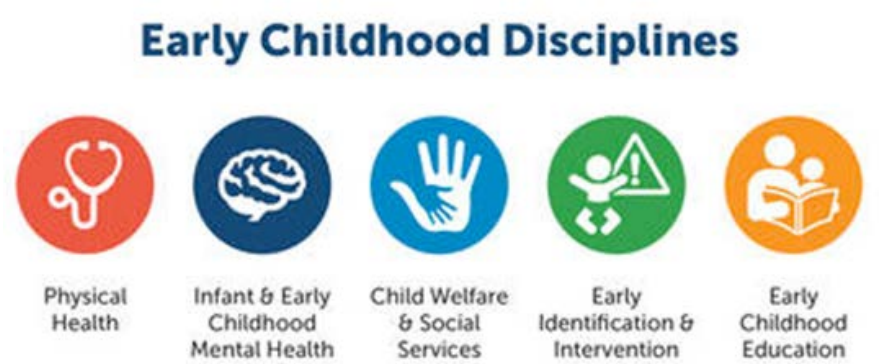 Early Childhood Disciplines
Physical
Health
Infant & Early
Childhood
Mental Health
Child Welfare
& Social
Services
Early
Identification &
Intervention
Early
Childhood
Education